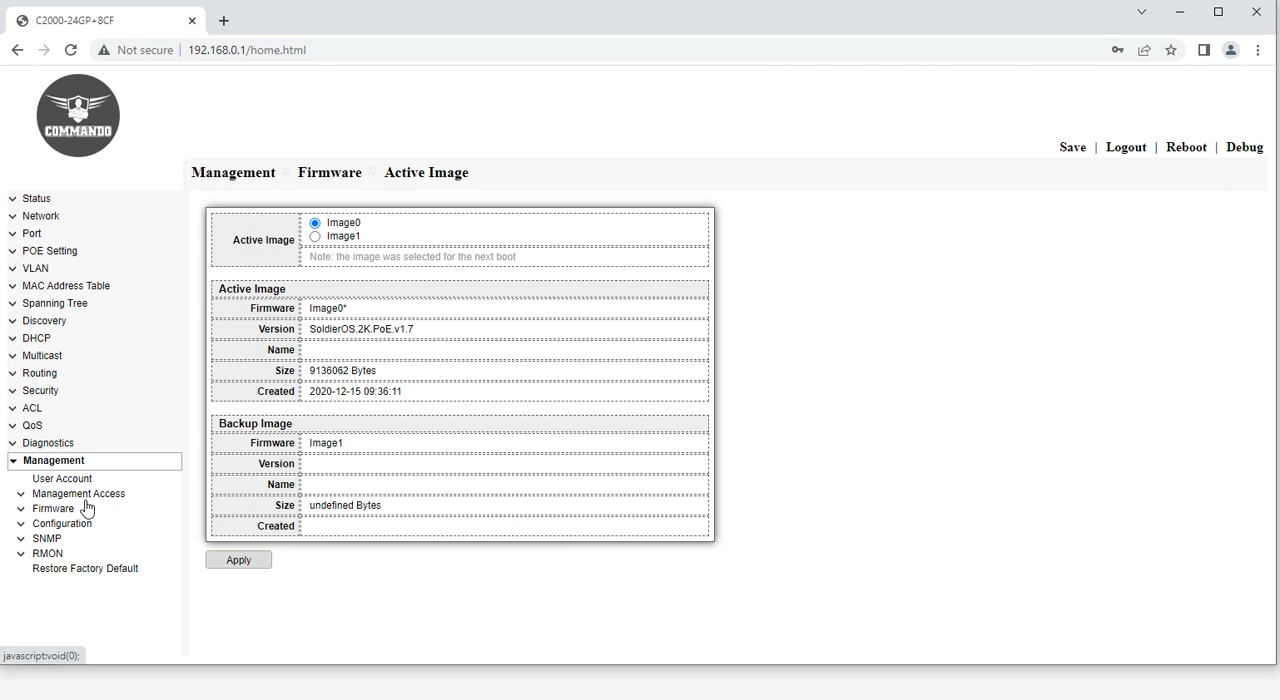 C2000-24GP+8CF
Not secure | 192.168.0.1/home.html
COMMANDO
Save | Logout | Reboot | Debug
Management » Firmware » Active Image
Status
Network
Port
POE Setting
VLAN
MAC Address Table
Spanning Tree
Discovery
DHCP
Multicast
Routing
Security
ACL
QoS
Diagnostics
Management
User Account
Management Access
Firmware
Configuration
SNMP
RMON
Restore Factory Default
Active Image
Image0
Image1
Note: the image was selected for the next boot
Active Image
Firmware Image0*
Version SoldierOS.2K.PoE.v1.7
Name
Size 9136062 Bytes
Created 2020-12-15 09:36:11
Backup Image
Firmware Image1
Version
Name
Size undefined Bytes
Created
Apply
javascript:void(0);